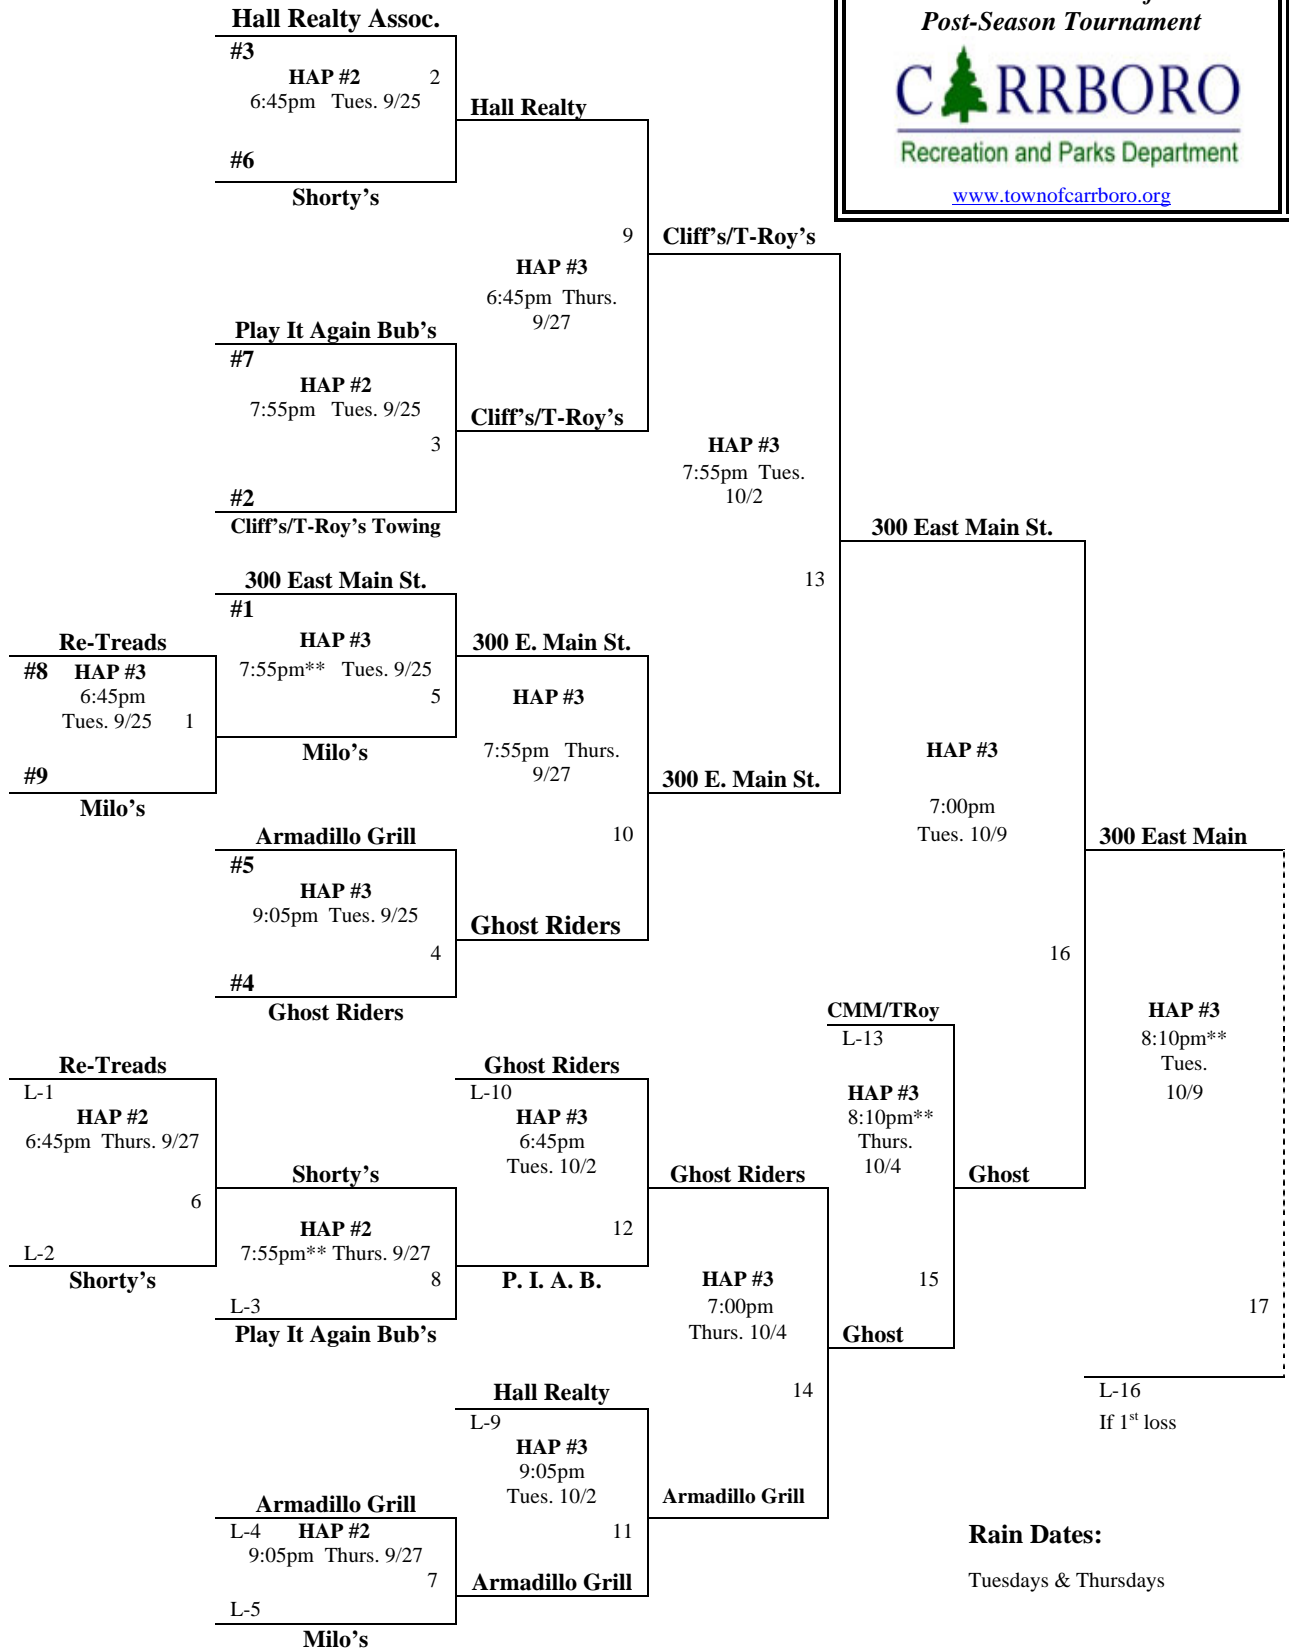 Post-Season Tournament
CARRBORO
Recreation and Parks Department
www.townofcarrboro.org
Hall Realty Assoc.
#3
HAP #2 2
6:45pm Tues. 9/25
#6
Shorty's
Hall Realty
9
HAP #3
6:45pm Thurs.
9/27
Play It Again Bub's
#7
HAP #2
7:55pm Tues. 9/25
3
#2
Cliff's/T-Roy's Towing
Cliff's/T-Roy's
Cliff's/T-Roy's
HAP #3
7:55pm Tues.
10/2
13
300 East Main St.
300 East Main St.
#1
HAP #3
7:55pm** Tues. 9/25
5
Milo's
Re-Treads
#8 HAP #3
6:45pm
Tues. 9/25 1
#9
Milo's
300 E. Main St.
HAP #3
7:55pm Thurs.
9/27
10
300 E. Main St.
Armadillo Grill
#5
HAP #3
9:05pm Tues. 9/25
4
#4
Ghost Riders
Ghost Riders
HAP #3
7:00pm
Tues. 10/9
16
300 East Main
HAP #3
8:10pm**
Tues.
10/9
17
L-16
If 1st loss
Re-Treads
L-1
HAP #2
6:45pm Thurs. 9/27
6
L-2
Shorty's
Shorty's
HAP #2
7:55pm** Thurs. 9/27
8
L-3
Play It Again Bub's
Ghost Riders
L-10
HAP #3
6:45pm
Tues. 10/2
12
P. I. A. B.
Ghost Riders
HAP #3
7:00pm
Thurs. 10/4
14
CMM/TRoy
L-13
HAP #3
8:10pm**
Thurs.
10/4
15
Ghost
Ghost
Hall Realty
L-9
HAP #3
9:05pm
Tues. 10/2
11
Armadillo Grill
Armadillo Grill
L-4 HAP #2
9:05pm Thurs. 9/27
7
L-5
Milo's
Armadillo Grill
Rain Dates:
Tuesdays & Thursdays